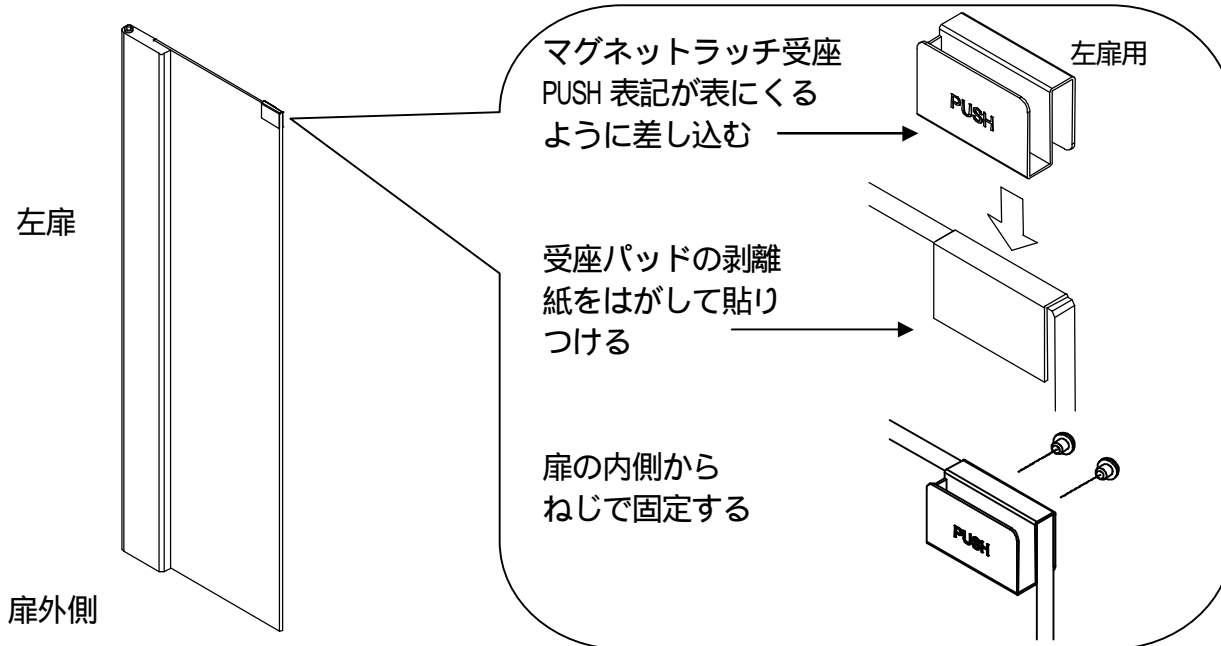 マグネットラッチ受座
PUSH 表記が表にくる
ように差し込む
左扉用
PUSH
左扉
受座パッドの剥離
紙をはがして貼り
つける
扉の内側から
ねじで固定する
PUSH
扉外側